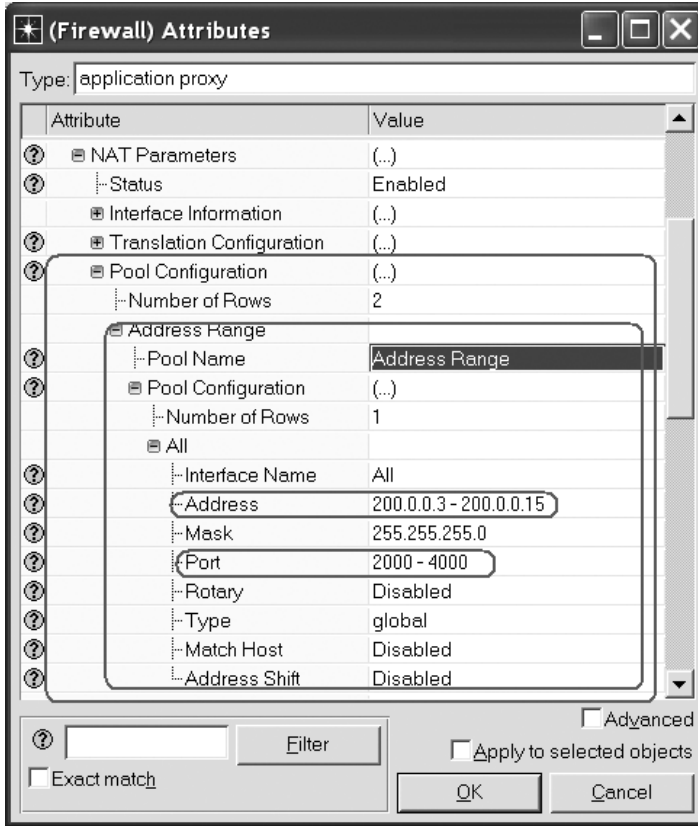 (Firewall) Attributes
Type: application proxy
Attribute Value
NAT Parameters (...)
Status Enabled
Interface Information (...)
Translation Configuration (...)
Pool Configuration (...)
Number of Rows 2
Address Range
Pool Name Address Range
Pool Configuration (...)
Number of Rows 1
All
Interface Name All
Address 200.0.0.3 - 200.0.0.15
Mask 255.255.255.0
Port 2000 - 4000
Rotary Disabled
Type global
Match Host Disabled
Address Shift Disabled
Advanced
Filter
Apply to selected objects
Exact match
OK Cancel